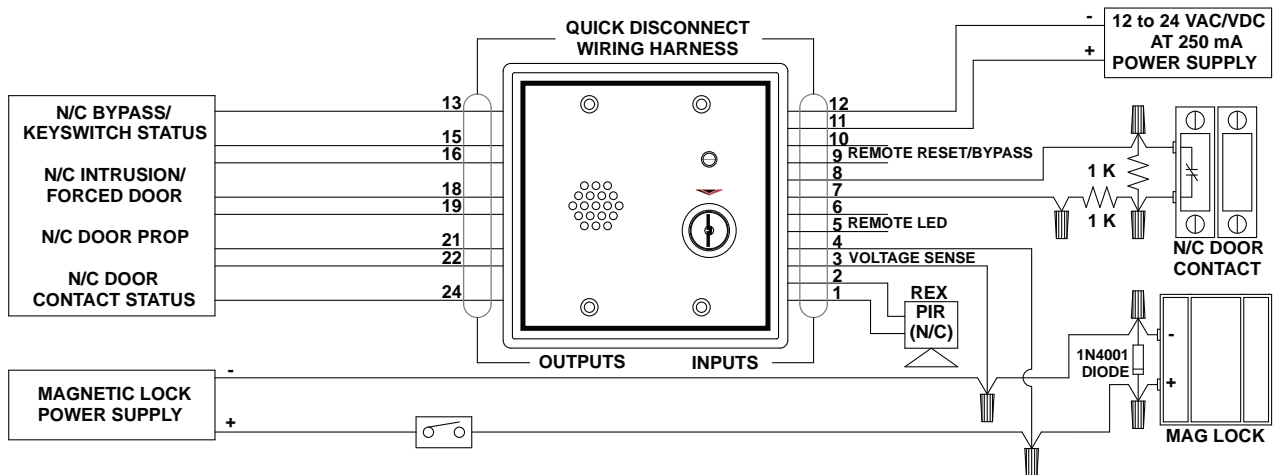 QUICK DISCONNECT
WIRING HARNESS
-
12 to 24 VAC/VDC
AT 250 mA
+
POWER SUPPLY
N/C BYPASS/
KEYSWITCH STATUS
N/C INTRUSION/
FORCED DOOR
N/C DOOR PROP
N/C DOOR
CONTACT STATUS
13
15
16
18
19
21
22
24
12
11
10
9 REMOTE RESET/BYPASS
8
7
6
5 REMOTE LED
4
3 VOLTAGE SENSE
2
1
1 K
1 K
N/C DOOR
CONTACT
REX
PIR
(N/C)
OUTPUTS
INPUTS
1N4001
DIODE
-
+
MAG LOCK
MAGNETIC LOCK
POWER SUPPLY
-
+